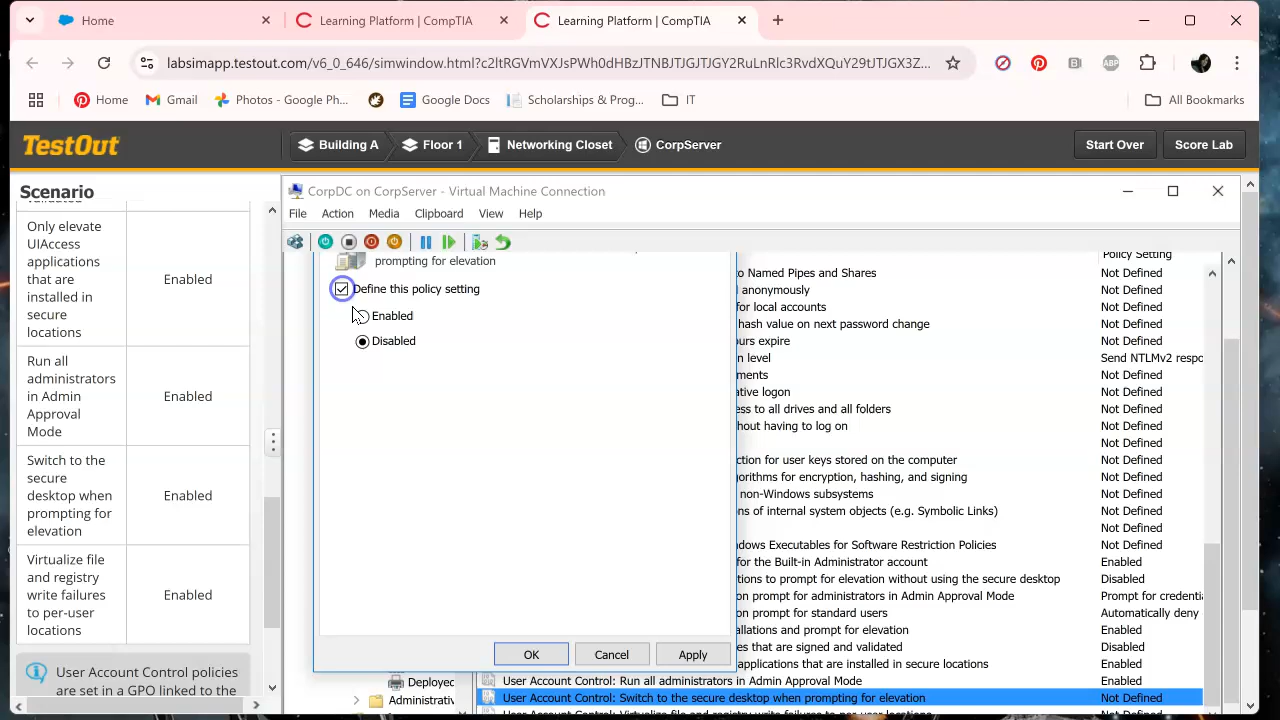 Home
Learning Platform | CompTIA
Learning Platform | CompTIA
labsimapp.testout.com/v6_0_646/simwindow.html?c2ltRGVmVXJsPWh0dHBzJTNBJTJGJTJGY2RuLnRlc3RvdXQuY29tJTJGX3Z...
Home
Gmail
Photos - Google Ph...
Google Docs
Scholarships & Prog...
IT
All Bookmarks
TestOut
Building A
Floor 1
Networking Closet
CorpServer
Start Over
Score Lab
Scenario
Only elevate
UIAccess
applications
that are
installed in
secure
locations
Enabled
Run all
administrators
in Admin
Approval
Mode
Enabled
Switch to the
secure
desktop when
prompting for
elevation
Enabled
Virtualize file
and registry
write failures
to per-user
locations
Enabled
User Account Control policies
are set in a GPO linked to the
CorpDC on CorpServer - Virtual Machine Connection
File
Action
Media
Clipboard
View
Help
prompting for elevation
Define this policy setting
Enabled
Disabled
OK
Cancel
Apply
Policy Setting
to Named Pipes and Shares Not Defined
anonymously Not Defined
for local accounts Not Defined
hash value on next password change Not Defined
ours expire Not Defined
n level Send NTLMv2 respo
ments Not Defined
ative logon Not Defined
ess to all drives and all folders Not Defined
hout having to log on Not Defined
Not Defined
ction for user keys stored on the computer Not Defined
gorithms for encryption, hashing, and signing Not Defined
non-Windows subsystems Not Defined
ons of internal system objects (e.g. Symbolic Links) Not Defined
Not Defined
dows Executables for Software Restriction Policies Not Defined
for the Built-in Administrator account Enabled
tions to prompt for elevation without using the secure desktop Disabled
on prompt for administrators in Admin Approval Mode Prompt for credentia
on prompt for standard users Automatically deny
allations and prompt for elevation Enabled
es that are signed and validated Disabled
applications that are installed in secure locations Enabled
User Account Control: Run all administrators in Admin Approval Mode Enabled
User Account Control: Switch to the secure desktop when prompting for elevation Not Defined
Deployed
Administrativ